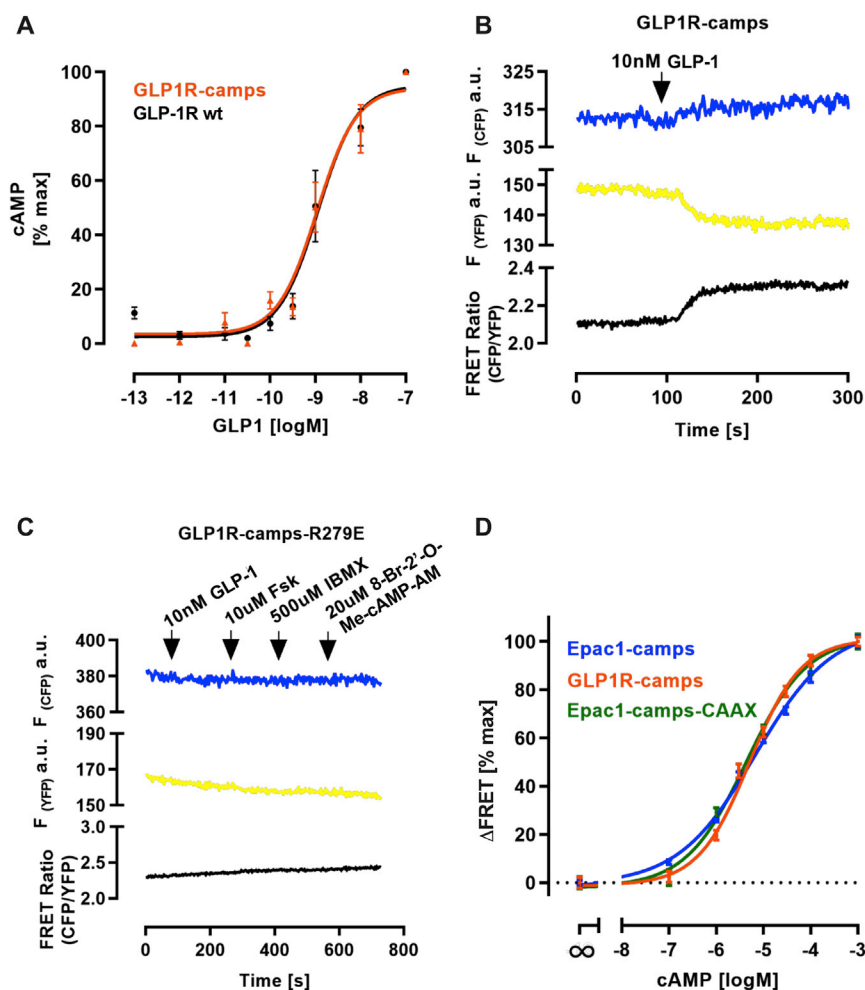 A
GLP1R-camps
GLP-1R wt
cAMP
[% max]
100
80
60
40
20
0
-13 -12 -11 -10 -9 -8 -7
GLP1 [logM]
B
GLP1R-camps
10nM GLP-1
F (CFP) a.u.
325
315
305
F (YFP) a.u.
150
140
130
FRET Ratio
(CFP/YFP)
2.4
2.2
2.0
0 100 200 300
Time [s]
C
GLP1R-camps-R279E
10nM GLP-1
10uM Fsk
500uM IBMX
20uM 8-Br-2'-O-
Me-cAMP-AM
F (CFP) a.u.
400
380
360
F (YFP) a.u.
190
170
150
FRET Ratio
(CFP/YFP)
3.0
2.5
2.0
0 200 400 600 800
Time [s]
D
Epac1-camps
GLP1R-camps
Epac1-camps-CAAX
ΔFRET [% max]
100
80
60
40
20
0
∞ -8 -7 -6 -5 -4 -3
cAMP [logM]